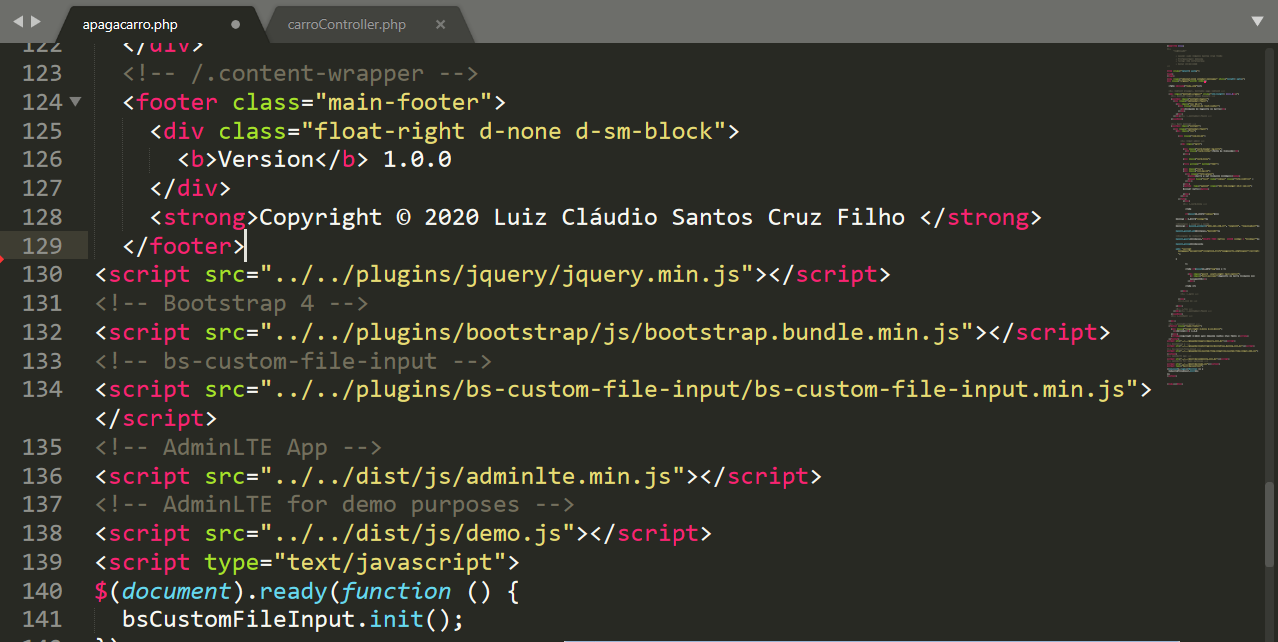 apagacarro.php
carroController.php
122 </div>
123 <!-- /.content-wrapper -->
124 <footer class="main-footer">
125 <div class="float-right d-none d-sm-block">
126 <b>Version</b> 1.0.0
127 </div>
128 <strong>Copyright © 2020 Luiz Cláudio Santos Cruz Filho </strong>
129 </footer>
130 <script src="../../plugins/jquery/jquery.min.js"></script>
131 <!-- Bootstrap 4 -->
132 <script src="../../plugins/bootstrap/js/bootstrap.bundle.min.js"></script>
133 <!-- bs-custom-file-input -->
134 <script src="../../plugins/bs-custom-file-input/bs-custom-file-input.min.js">
</script>
135 <!-- AdminLTE App -->
136 <script src="../../dist/js/adminlte.min.js"></script>
137 <!-- AdminLTE for demo purposes -->
138 <script src="../../dist/js/demo.js"></script>
139 <script type="text/javascript">
140 $(document).ready(function () {
141 bsCustomFileInput.init();